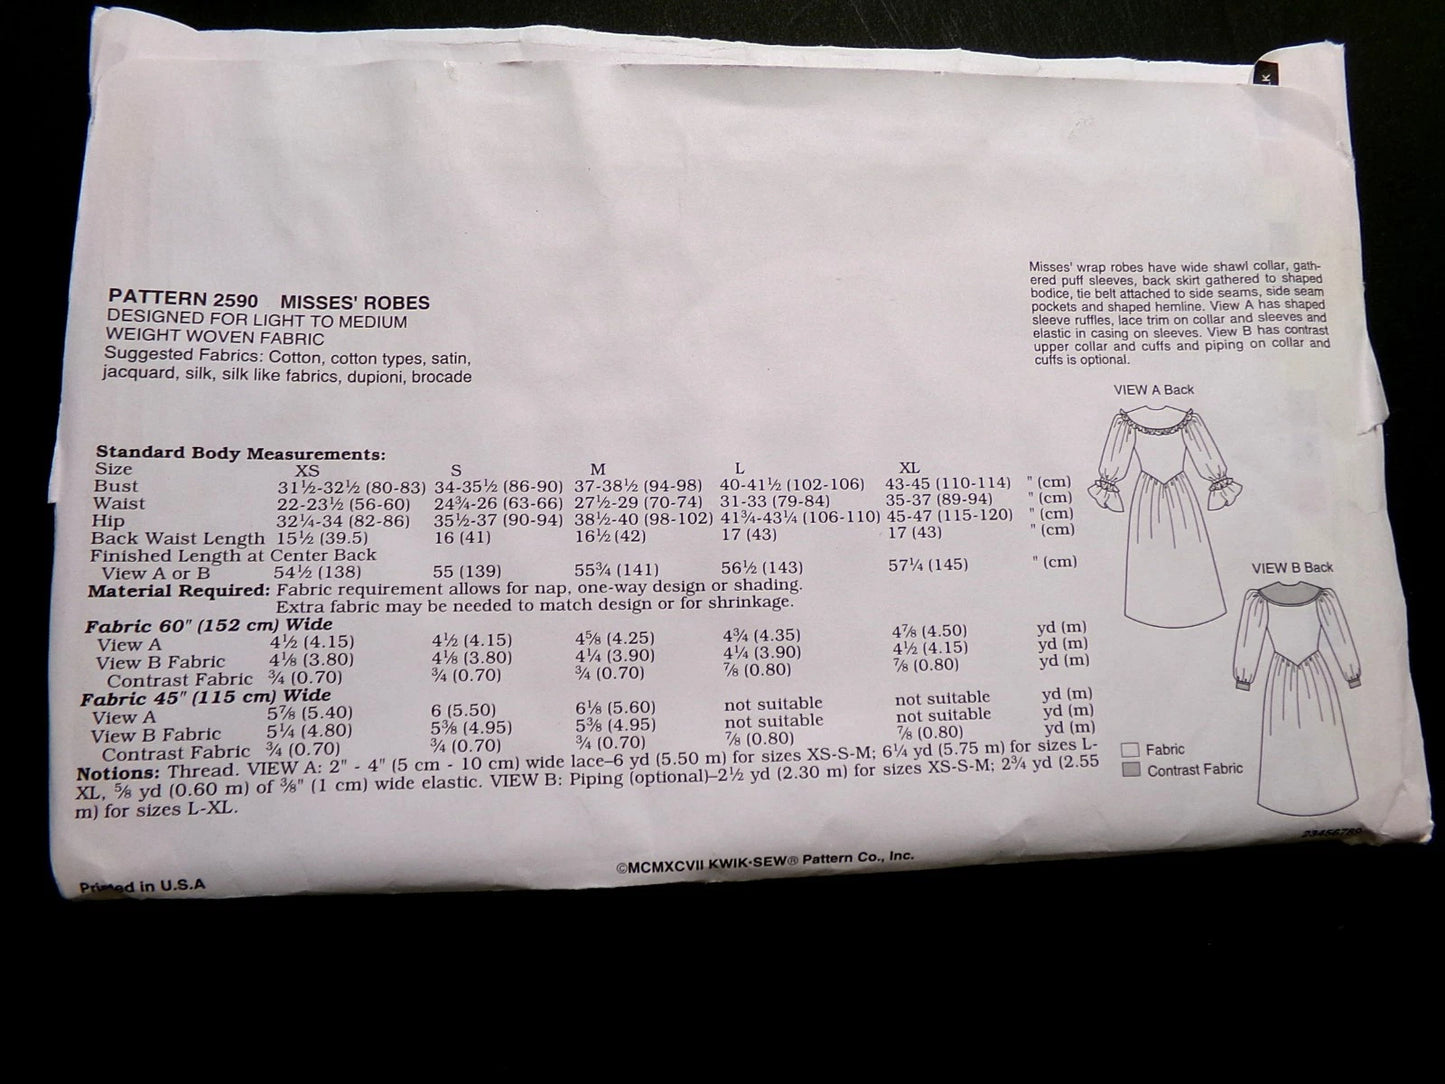 PATTERN 2590 MISSES' ROBES
DESIGNED FOR LIGHT TO MEDIUM
WEIGHT WOVEN FABRIC
Suggested Fabrics: Cotton, cotton types, satin,
jacquard, silk, silk like fabrics, dupioni, brocade
Misses' wrap robes have wide shawl collar, gath-
ered puff sleeves, back skirt gathered to shaped
bodice, tie belt attached to side seams, side seam
pockets and shaped hemline. View A has shaped
sleeve ruffles, lace trim on collar and sleeves and
elastic in casing on sleeves. View B has contrast
upper collar and cuffs and piping on collar and
cuffs is optional.
VIEW A Back
VIEW B Back
Fabric
Contrast Fabric
Standard Body Measurements:
Size XS S M L XL
Bust 31½-32½ (80-83) 34-35½ (86-90) 37-38½ (94-98) 40-41½ (102-106) 43-45 (110-114) " (cm)
Waist 22-23½ (56-60) 24¾-26 (63-66) 27½-29 (70-74) 31-33 (79-84) 35-37 (89-94) " (cm)
Hip 32¼-34 (82-86) 35½-37 (90-94) 38½-40 (98-102) 41¾-43¼ (106-110) 45-47 (115-120) " (cm)
Back Waist Length 15½ (39.5) 16 (41) 16½ (42) 17 (43) 17 (43) " (cm)
Finished Length at Center Back
View A or B 54½ (138) 55 (139) 55¾ (141) 56½ (143) 57¼ (145) " (cm)
Material Required: Fabric requirement allows for nap, one-way design or shading.
Extra fabric may be needed to match design or for shrinkage.
Fabric 60" (152 cm) Wide
View A 4½ (4.15) 4½ (4.15) 4⅝ (4.25) 4¾ (4.35) 4⅞ (4.50) yd (m)
View B Fabric 4⅛ (3.80) 4⅛ (3.80) 4¼ (3.90) 4¼ (3.90) 4½ (4.15) yd (m)
Contrast Fabric ¾ (0.70) ¾ (0.70) ¾ (0.70) ⅞ (0.80) ⅞ (0.80) yd (m)
Fabric 45" (115 cm) Wide
View A 5⅞ (5.40) 6 (5.50) 6⅛ (5.60) not suitable not suitable yd (m)
View B Fabric 5¼ (4.80) 5⅜ (4.95) 5⅜ (4.95) not suitable not suitable yd (m)
Contrast Fabric ¾ (0.70) ¾ (0.70) ¾ (0.70) ⅞ (0.80) ⅞ (0.80) yd (m)
Notions: Thread. VIEW A: 2" - 4" (5 cm - 10 cm) wide lace–6 yd (5.50 m) for sizes XS-S-M; 6¼ yd (5.75 m) for sizes L-
XL, ⅝ yd (0.60 m) of ⅜" (1 cm) wide elastic. VIEW B: Piping (optional)–2½ yd (2.30 m) for sizes XS-S-M; 2¾ yd (2.55
m) for sizes L-XL.
23456789
©MCMXCVII KWIK·SEW® Pattern Co., Inc.
Printed in U.S.A